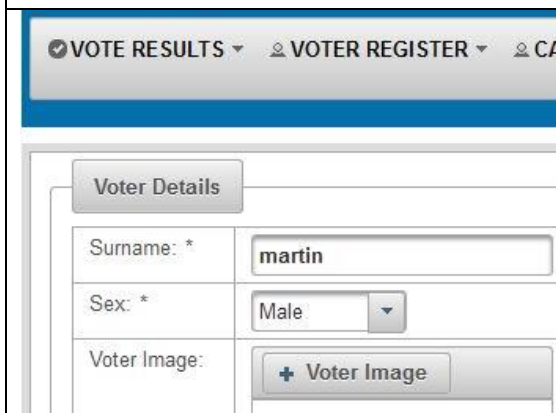 VOTE RESULTS VOTER REGISTER
Voter Details
Surname: * martin
Sex: * Male
Voter Image: + Voter Image